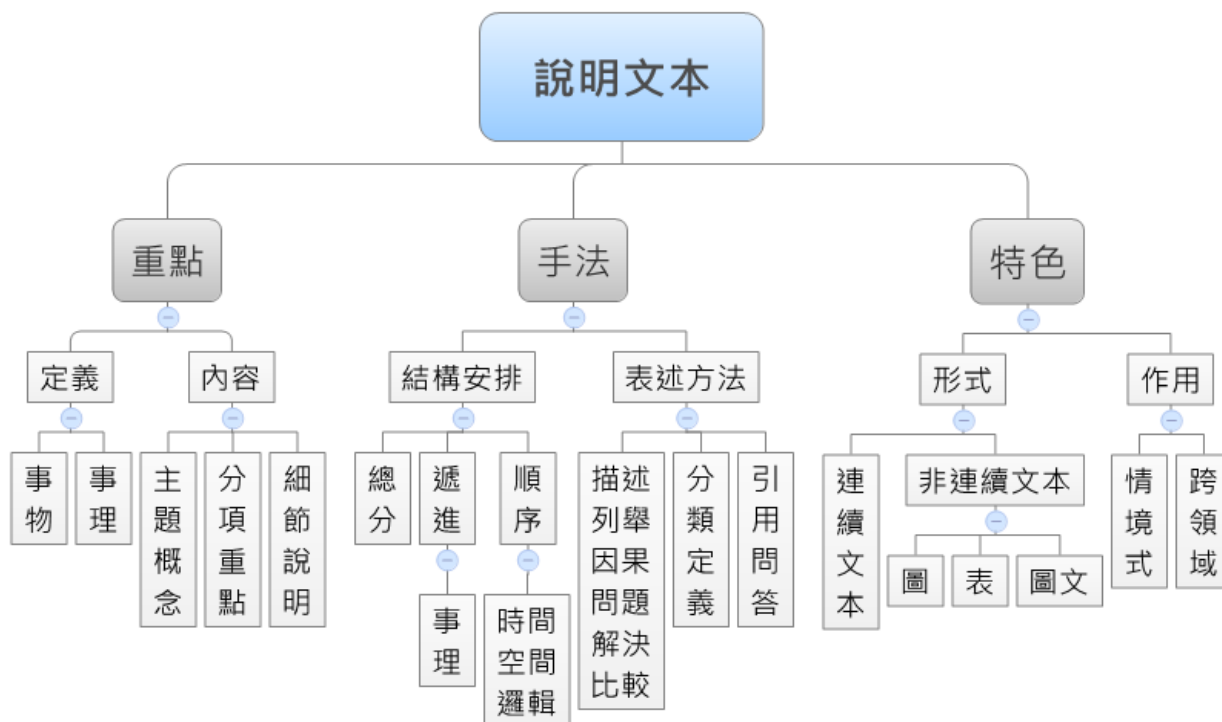 說明文本
重點
手法
特色
定義
內容
結構安排
表述方法
形式
作用
事物
事理
主題概念
分項重點
細節說明
總分
遞進
順序
事理
時間
空間
邏輯
描述
列舉
因果
問題
解決
比較
分類定義
引用問答
連續文本
非連續文本
圖
表
圖文
情境式
跨領域